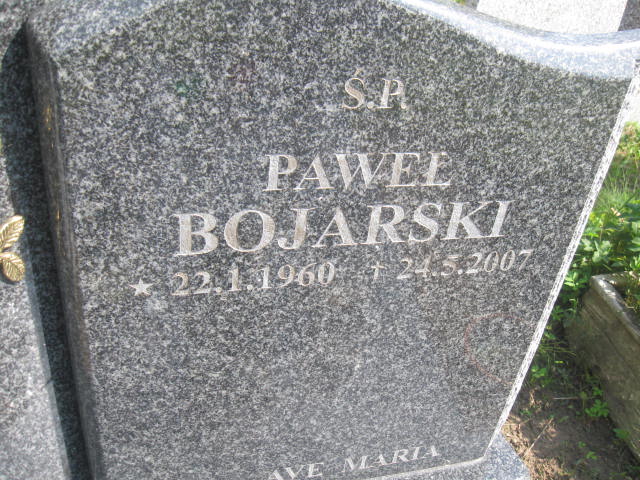 Ś.P.
PAWEŁ
BOJARSKI
★ 22.1.1960 † 24.5.2007
AVE MARIA